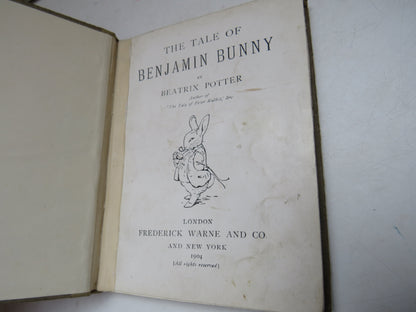 THE TALE OF
BENJAMIN BUNNY
BY
BEATRIX POTTER
Author of
"The Tale of Peter Rabbit, &c
LONDON
FREDERICK WARNE AND CO
AND NEW YORK
1904
(All rights reserved)